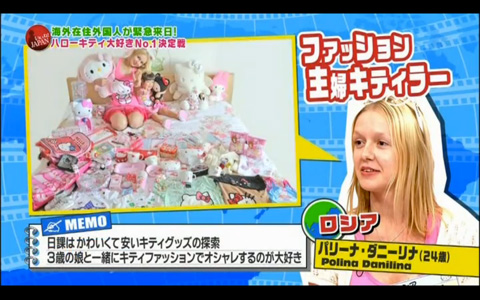 海外在住外国人が緊急来日!
ハローキティ大好きNo.1決定戦
ファッション
主婦キティラー
ロシア
パリーナ・ダニーリナ(24歳)
Polina Danilina
MEMO
日課は かわいくて安いキティグッズの探索
3歳の娘と一緒にキティファッションでオシャレするのが大好き